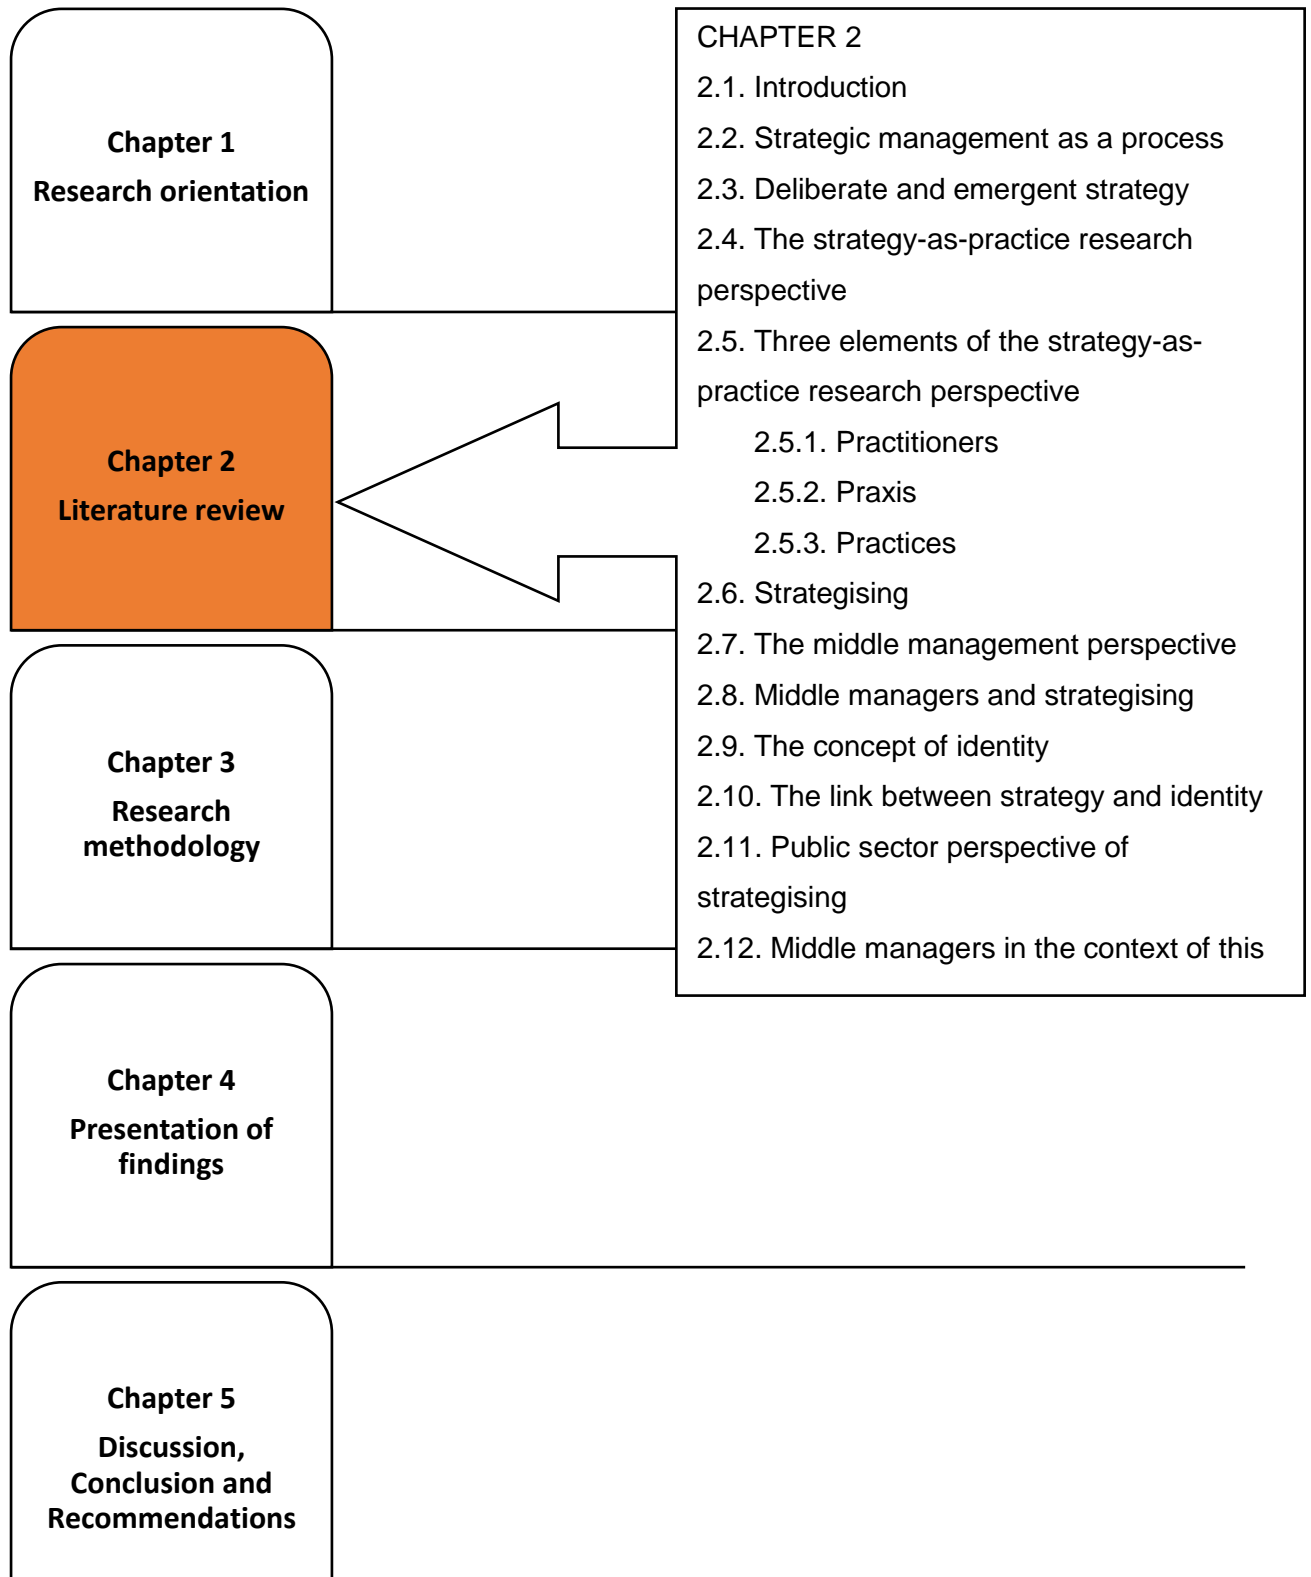 Chapter 1
Research orientation
Chapter 2
Literature review
Chapter 3
Research
methodology
Chapter 4
Presentation of
findings
Chapter 5
Discussion,
Conclusion and
Recommendations
CHAPTER 2
2.1. Introduction
2.2. Strategic management as a process
2.3. Deliberate and emergent strategy
2.4. The strategy-as-practice research
perspective
2.5. Three elements of the strategy-as-
practice research perspective
2.5.1. Practitioners
2.5.2. Praxis
2.5.3. Practices
2.6. Strategising
2.7. The middle management perspective
2.8. Middle managers and strategising
2.9. The concept of identity
2.10. The link between strategy and identity
2.11. Public sector perspective of
strategising
2.12. Middle managers in the context of this